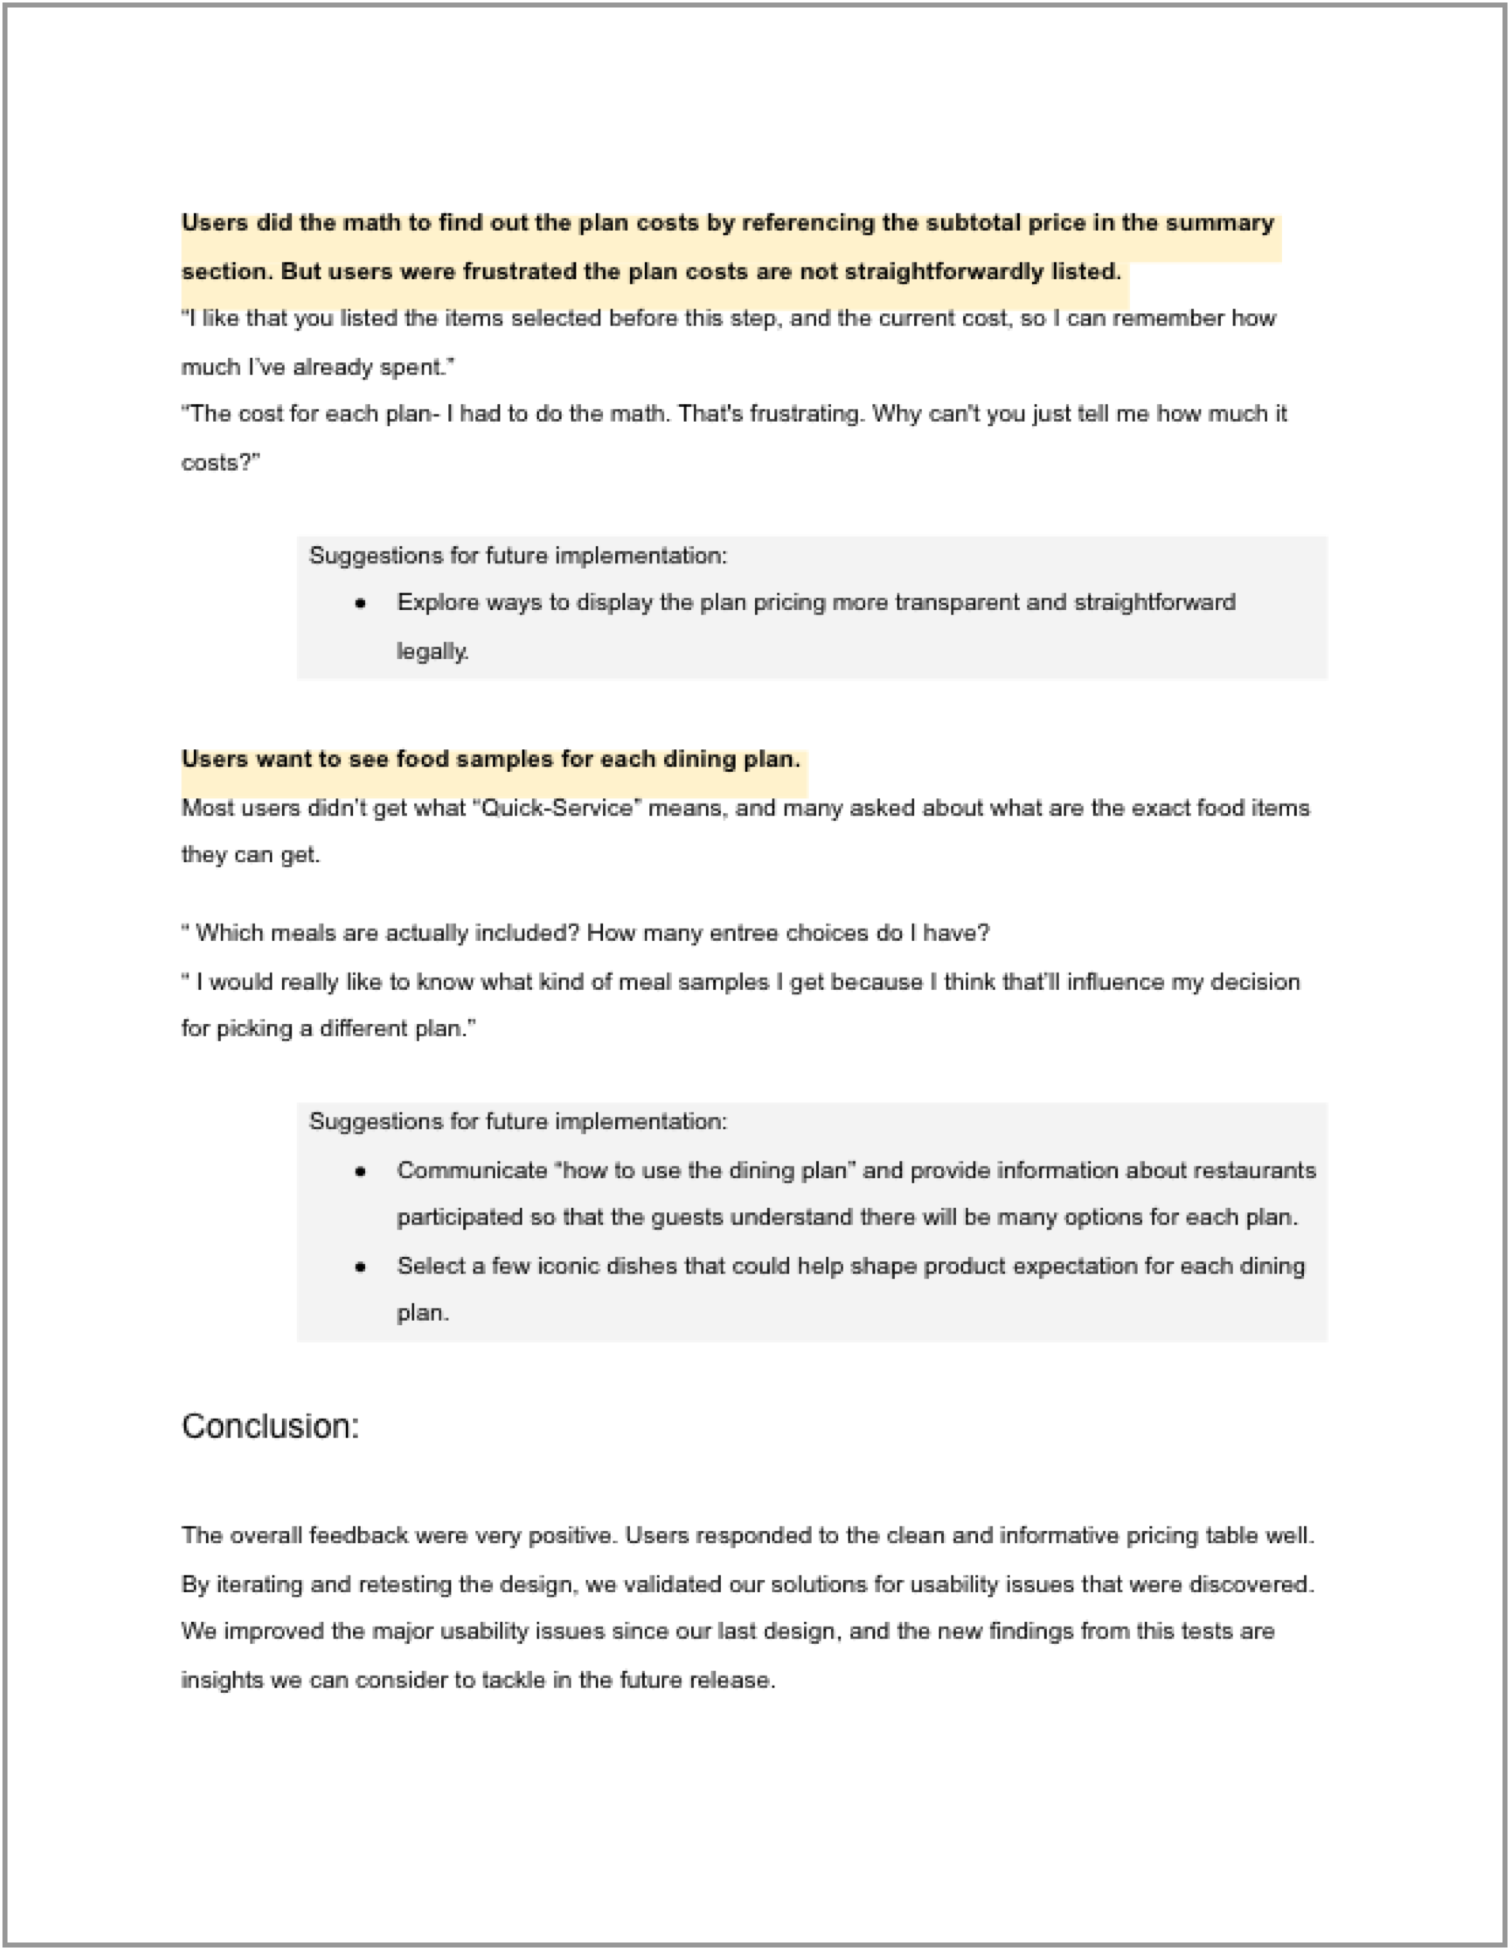 Users did the math to find out the plan costs by referencing the subtotal price in the summary
section. But users were frustrated the plan costs are not straightforwardly listed.
“I like that you listed the items selected before this step, and the current cost, so I can remember how
much I’ve already spent.”
“The cost for each plan- I had to do the math. That's frustrating. Why can't you just tell me how much it
costs?”
Suggestions for future implementation:
● Explore ways to display the plan pricing more transparent and straightforward
legally.
Users want to see food samples for each dining plan.
Most users didn’t get what “Quick-Service” means, and many asked about what are the exact food items
they can get.
“ Which meals are actually included? How many entree choices do I have?
“ I would really like to know what kind of meal samples I get because I think that’ll influence my decision
for picking a different plan.”
Suggestions for future implementation:
● Communicate “how to use the dining plan” and provide information about restaurants
participated so that the guests understand there will be many options for each plan.
● Select a few iconic dishes that could help shape product expectation for each dining
plan.
Conclusion:
The overall feedback were very positive. Users responded to the clean and informative pricing table well.
By iterating and retesting the design, we validated our solutions for usability issues that were discovered.
We improved the major usability issues since our last design, and the new findings from this tests are
insights we can consider to tackle in the future release.